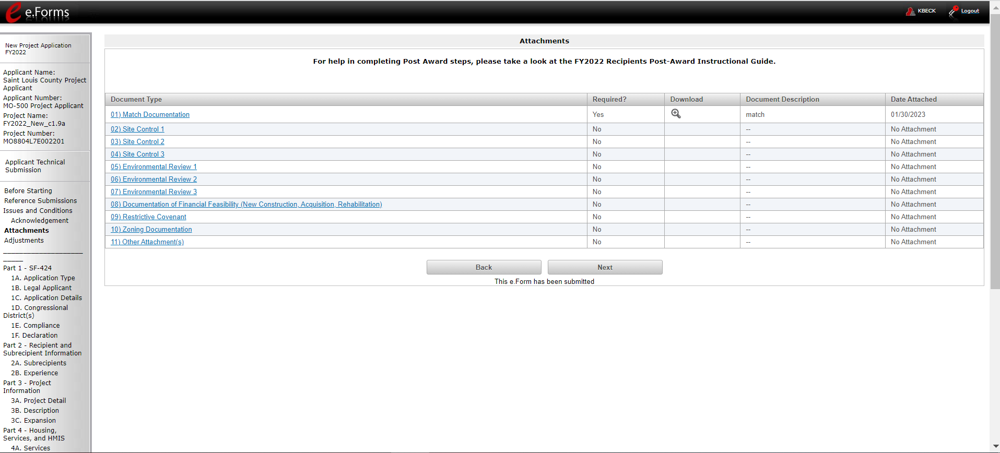 e e.Forms
KBECK
Logout
New Project Application
FY2022
Applicant Name:
Saint Louis County Project
Applicant
Applicant Number:
MO-500 Project Applicant
Project Name:
FY2022_New_c1.9a
Project Number:
MO8804L7E002201
Applicant Technical
Submission
Before Starting
Reference Submissions
Issues and Conditions
Acknowledgement
Attachments
Adjustments
Part 1 - SF-424
1A. Application Type
1B. Legal Applicant
1C. Application Details
1D. Congressional
District(s)
1E. Compliance
1F. Declaration
Part 2 - Recipient and
Subrecipient Information
2A. Subrecipients
2B. Experience
Part 3 - Project
Information
3A. Project Detail
3B. Description
3C. Expansion
Part 4 - Housing,
Services, and HMIS
4A. Services
Attachments
For help in completing Post Award steps, please take a look at the FY2022 Recipients Post-Award Instructional Guide.
Document Type Required? Download Document Description Date Attached
01) Match Documentation Yes match 01/30/2023
02) Site Control 1 No -- No Attachment
03) Site Control 2 No -- No Attachment
04) Site Control 3 No -- No Attachment
05) Environmental Review 1 No -- No Attachment
06) Environmental Review 2 No -- No Attachment
07) Environmental Review 3 No -- No Attachment
08) Documentation of Financial Feasibility (New Construction, Acquisition, Rehabilitation) No -- No Attachment
09) Restrictive Covenant No -- No Attachment
10) Zoning Documentation No -- No Attachment
11) Other Attachment(s) No -- No Attachment
Back Next
This e.Form has been submitted